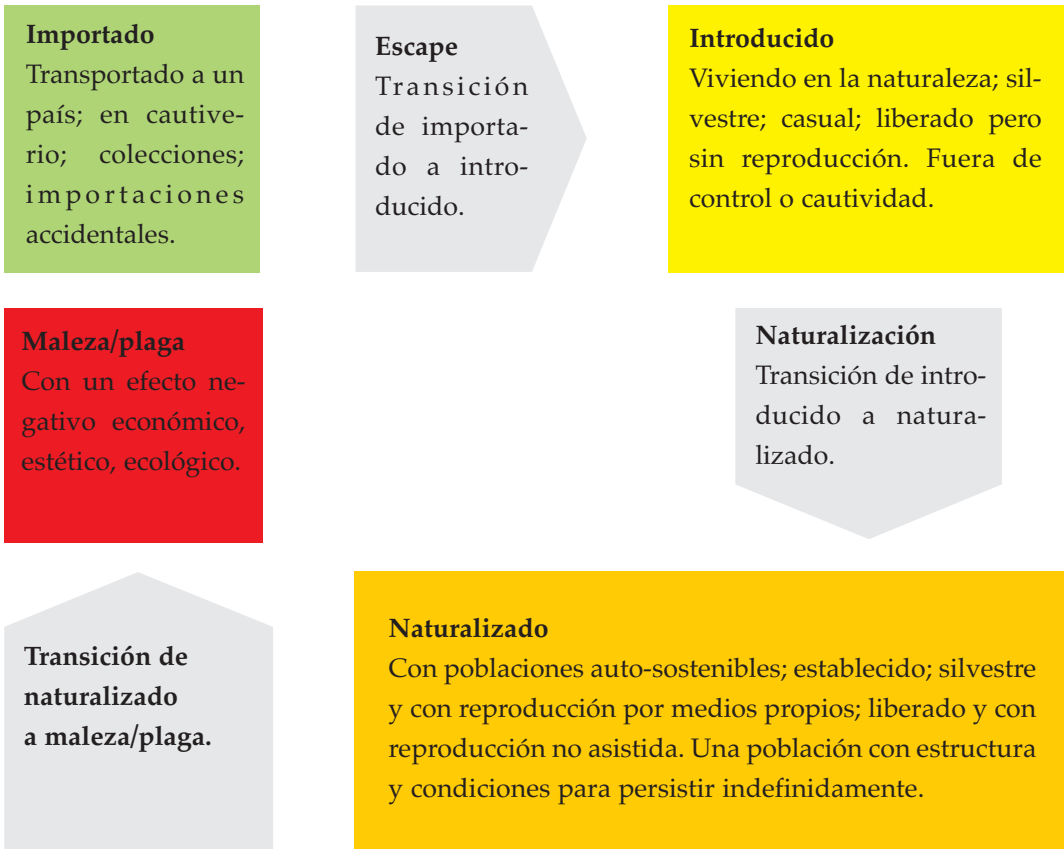 Importado
Transportado a un
país; en cautive-
rio; colecciones;
importaciones
accidentales.
Escape
Transición
de importa-
do a intro-
ducido.
Introducido
Viviendo en la naturaleza; sil-
vestre; casual; liberado pero
sin reproducción. Fuera de
control o cautividad.
Maleza/plaga
Con un efecto ne-
gativo económico,
estético, ecológico.
Naturalización
Transición de intro-
ducido a natura-
lizado.
Transición de
naturalizado
a maleza/plaga.
Naturalizado
Con poblaciones auto-sostenibles; establecido; silvestre
y con reproducción por medios propios; liberado y con
reproducción no asistida. Una población con estructura
y condiciones para persistir indefinidamente.